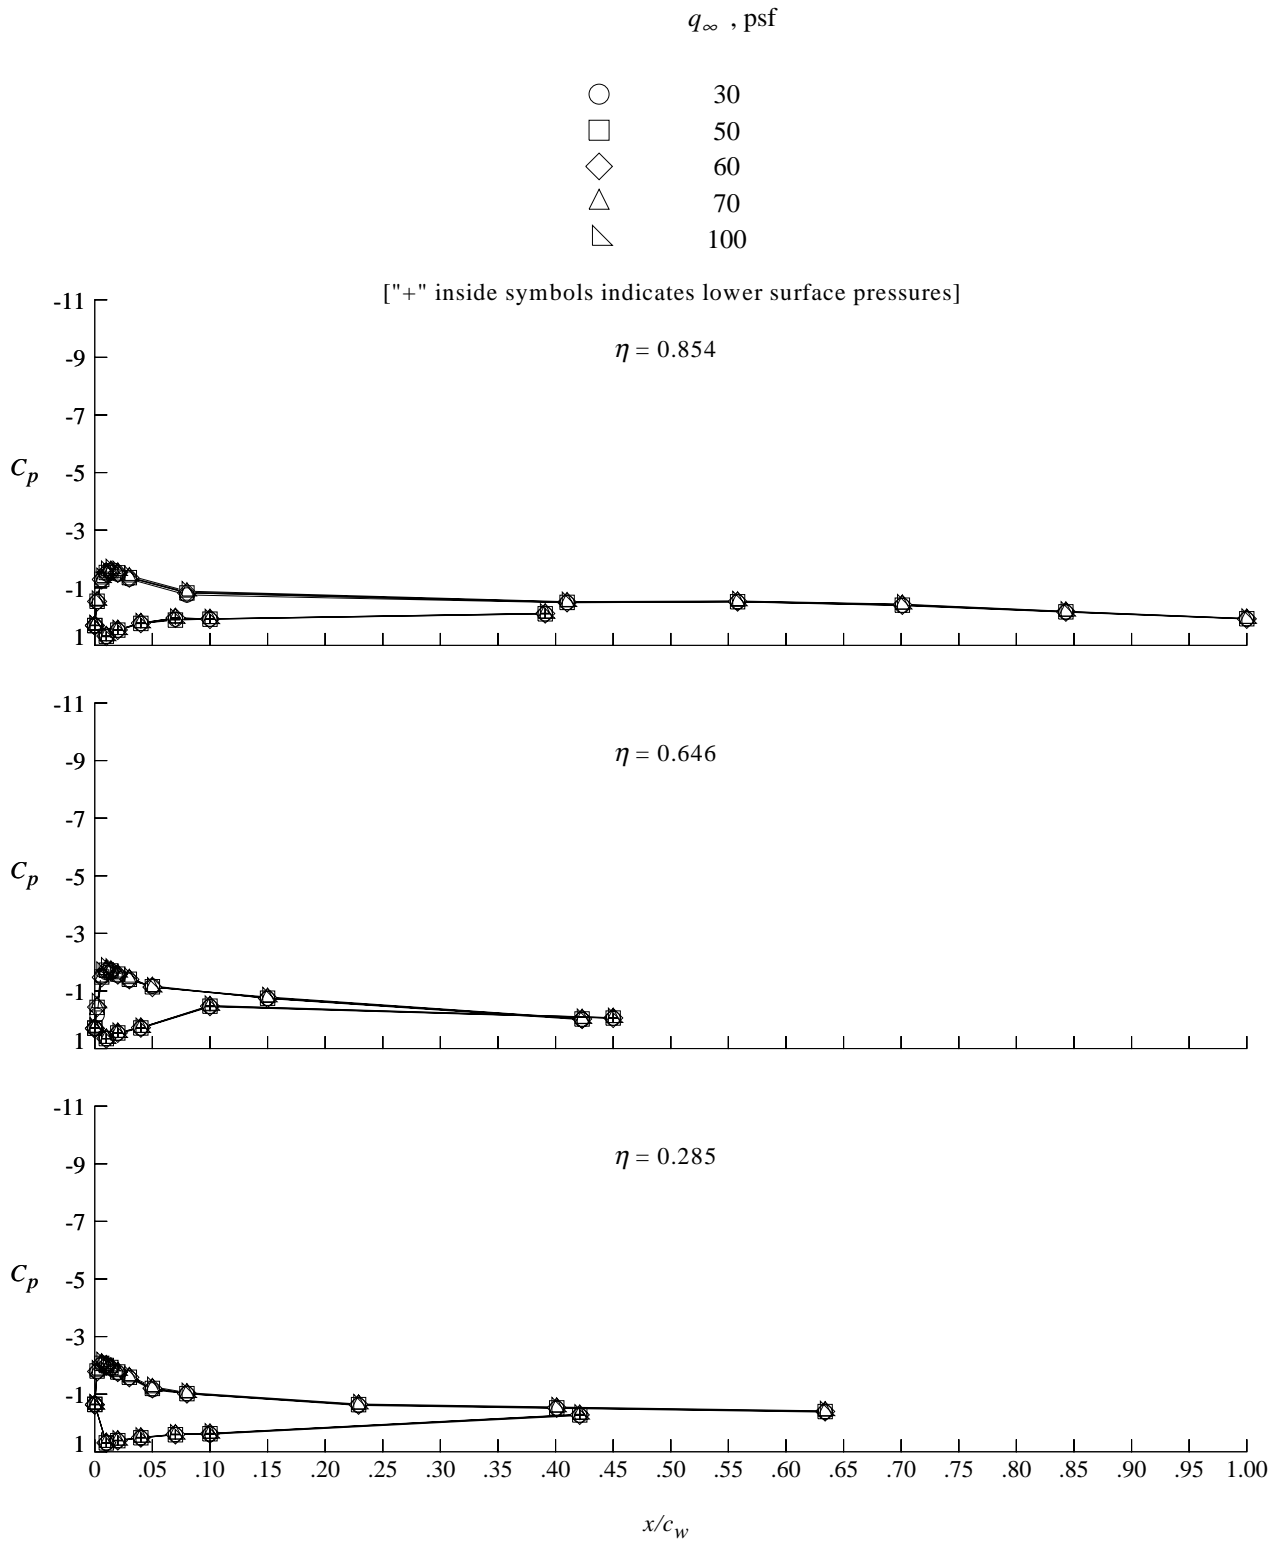 q∞ , psf
30
50
60
70
100
["+" inside symbols indicates lower surface pressures]
η = 0.854
-11
-9
-7
-5
-3
-1
1
Cp
η = 0.646
-11
-9
-7
-5
-3
-1
1
Cp
η = 0.285
-11
-9
-7
-5
-3
-1
1
Cp
0 .05 .10 .15 .20 .25 .30 .35 .40 .45 .50 .55 .60 .65 .70 .75 .80 .85 .90 .95 1.00
x/cw